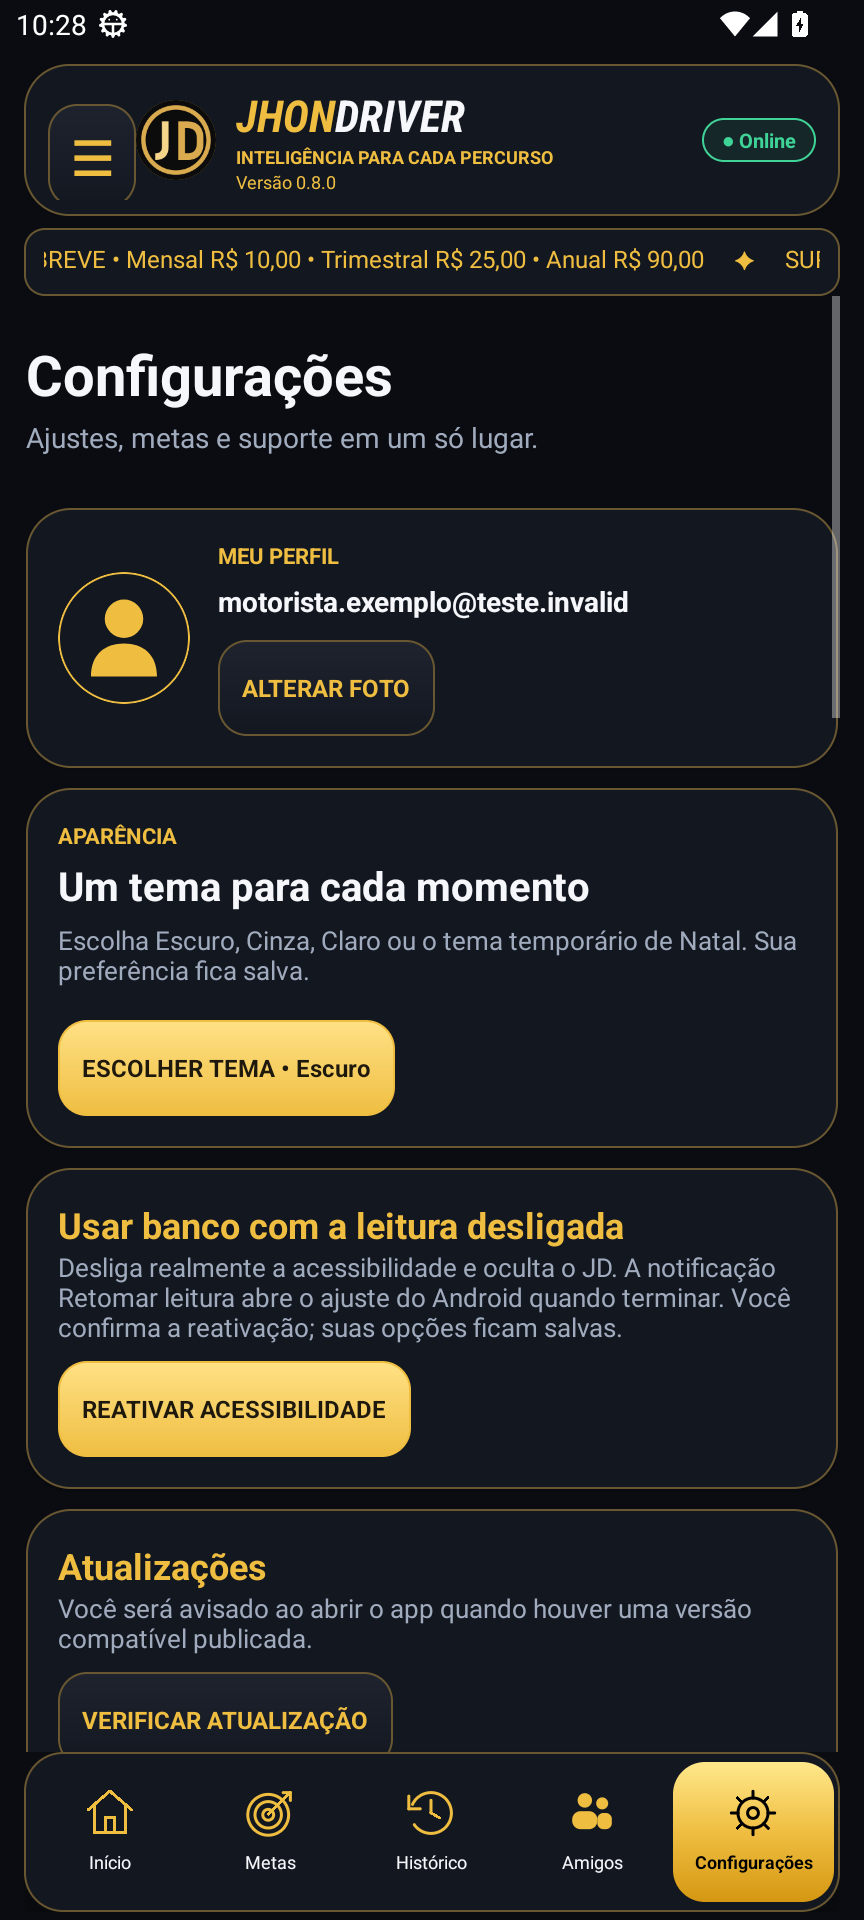 10:28
JD
JHONDRIVER
INTELIGÊNCIA PARA CADA PERCURSO
Versão 0.8.0
• Online
BREVE • Mensal R$ 10,00 • Trimestral R$ 25,00 • Anual R$ 90,00 ✦
Configurações
Ajustes, metas e suporte em um só lugar.
MEU PERFIL
motorista.exemplo@teste.invalid
ALTERAR FOTO
APARÊNCIA
Um tema para cada momento
Escolha Escuro, Cinza, Claro ou o tema temporário de Natal. Sua
preferência fica salva.
ESCOLHER TEMA • Escuro
Usar banco com a leitura desligada
Desliga realmente a acessibilidade e oculta o JD. A notificação
Retomar leitura abre o ajuste do Android quando terminar. Você
confirma a reativação; suas opções ficam salvas.
REATIVAR ACESSIBILIDADE
Atualizações
Você será avisado ao abrir o app quando houver uma versão
compatível publicada.
VERIFICAR ATUALIZAÇÃO
Início
Metas
Histórico
Amigos
Configurações